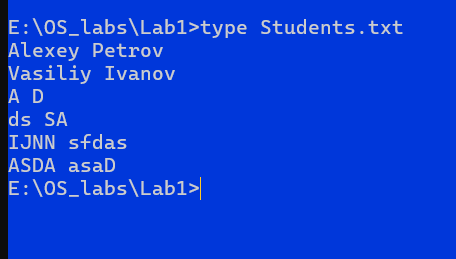 E:\OS_labs\Lab1>type Students.txt
Alexey Petrov
Vasiliy Ivanov
A D
ds SA
IJNN sfdas
ASDA asaD
E:\OS_labs\Lab1>